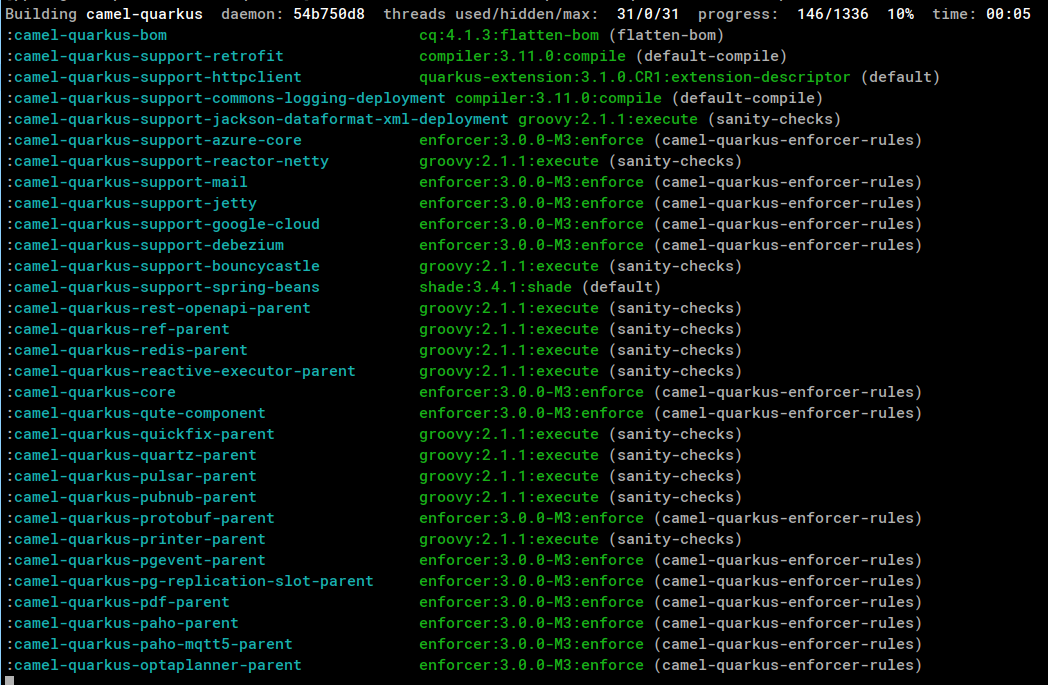 Building camel-quarkus  daemon: 54b750d8  threads used/hidden/max:  31/0/31  progress:  146/1336  10%  time: 00:05
:camel-quarkus-bom                            cq:4.1.3:flatten-bom (flatten-bom)
:camel-quarkus-support-retrofit               compiler:3.11.0:compile (default-compile)
:camel-quarkus-support-httpclient             quarkus-extension:3.1.0.CR1:extension-descriptor (default)
:camel-quarkus-support-commons-logging-deployment compiler:3.11.0:compile (default-compile)
:camel-quarkus-support-jackson-dataformat-xml-deployment groovy:2.1.1:execute (sanity-checks)
:camel-quarkus-support-azure-core             enforcer:3.0.0-M3:enforce (camel-quarkus-enforcer-rules)
:camel-quarkus-support-reactor-netty          groovy:2.1.1:execute (sanity-checks)
:camel-quarkus-support-mail                   enforcer:3.0.0-M3:enforce (camel-quarkus-enforcer-rules)
:camel-quarkus-support-jetty                  enforcer:3.0.0-M3:enforce (camel-quarkus-enforcer-rules)
:camel-quarkus-support-google-cloud           enforcer:3.0.0-M3:enforce (camel-quarkus-enforcer-rules)
:camel-quarkus-support-debezium               enforcer:3.0.0-M3:enforce (camel-quarkus-enforcer-rules)
:camel-quarkus-support-bouncycastle           groovy:2.1.1:execute (sanity-checks)
:camel-quarkus-support-spring-beans           shade:3.4.1:shade (default)
:camel-quarkus-rest-openapi-parent            groovy:2.1.1:execute (sanity-checks)
:camel-quarkus-ref-parent                     groovy:2.1.1:execute (sanity-checks)
:camel-quarkus-redis-parent                   groovy:2.1.1:execute (sanity-checks)
:camel-quarkus-reactive-executor-parent       groovy:2.1.1:execute (sanity-checks)
:camel-quarkus-core                           enforcer:3.0.0-M3:enforce (camel-quarkus-enforcer-rules)
:camel-quarkus-qute-component                 enforcer:3.0.0-M3:enforce (camel-quarkus-enforcer-rules)
:camel-quarkus-quickfix-parent                groovy:2.1.1:execute (sanity-checks)
:camel-quarkus-quartz-parent                  groovy:2.1.1:execute (sanity-checks)
:camel-quarkus-pulsar-parent                  groovy:2.1.1:execute (sanity-checks)
:camel-quarkus-pubnub-parent                  groovy:2.1.1:execute (sanity-checks)
:camel-quarkus-protobuf-parent                enforcer:3.0.0-M3:enforce (camel-quarkus-enforcer-rules)
:camel-quarkus-printer-parent                 groovy:2.1.1:execute (sanity-checks)
:camel-quarkus-pgevent-parent                 enforcer:3.0.0-M3:enforce (camel-quarkus-enforcer-rules)
:camel-quarkus-pg-replication-slot-parent     enforcer:3.0.0-M3:enforce (camel-quarkus-enforcer-rules)
:camel-quarkus-pdf-parent                     enforcer:3.0.0-M3:enforce (camel-quarkus-enforcer-rules)
:camel-quarkus-paho-parent                    enforcer:3.0.0-M3:enforce (camel-quarkus-enforcer-rules)
:camel-quarkus-paho-mqtt5-parent              enforcer:3.0.0-M3:enforce (camel-quarkus-enforcer-rules)
:camel-quarkus-optaplanner-parent             enforcer:3.0.0-M3:enforce (camel-quarkus-enforcer-rules)